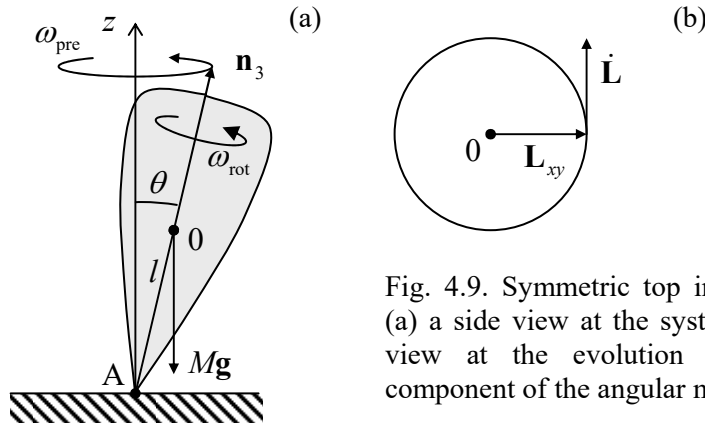 (a)
z
ω_pre
n_3
ω_rot
θ
0
l
Mg
A
(b)
L̇
0
L_xy
Fig. 4.9. Symmetric top in
(a) a side view at the syst
view at the evolution
component of the angular m